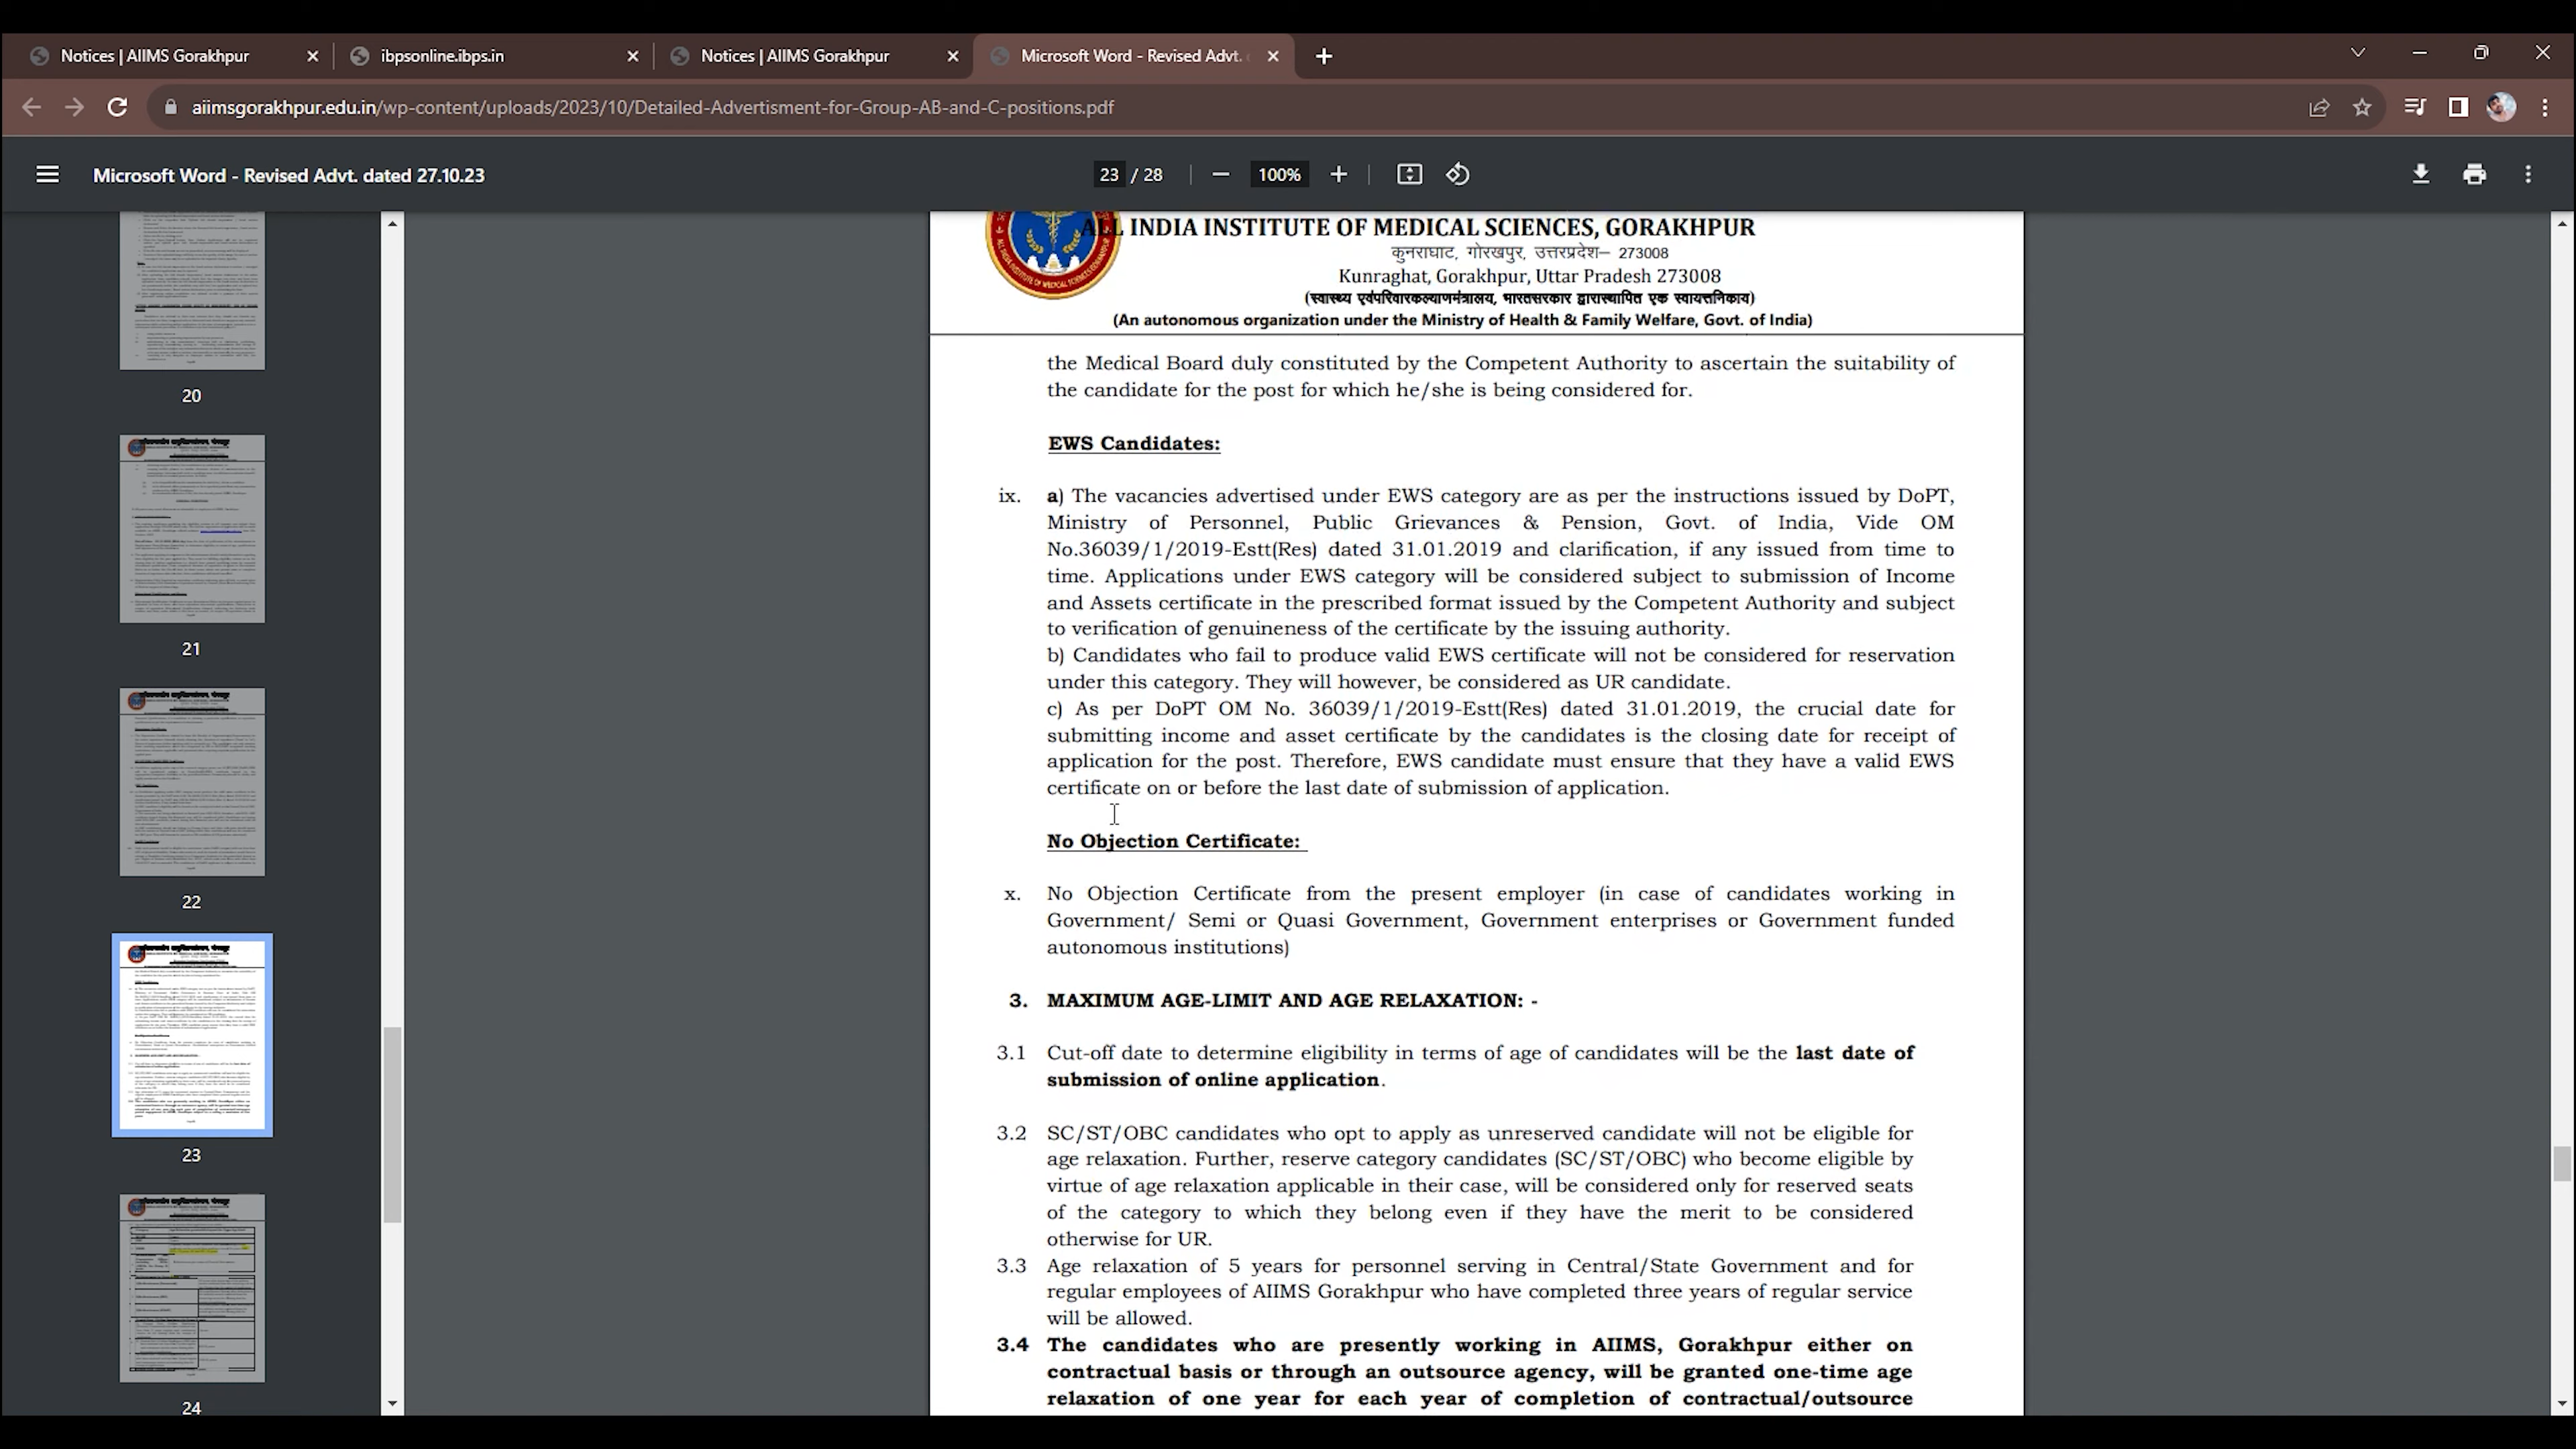 Notices | AIIMS Gorakhpur
ibpsonline.ibps.in
Notices | AIIMS Gorakhpur
Microsoft Word - Revised Advt.
aiimsgorakhpur.edu.in/wp-content/uploads/2023/10/Detailed-Advertisment-for-Group-AB-and-C-positions.pdf
Microsoft Word - Revised Advt. dated 27.10.23
23 / 28
100%
20
21
22
23
24
ALL INDIA INSTITUTE OF MEDICAL SCIENCES, GORAKHPUR
कुनराघाट, गोरखपुर, उत्तरप्रदेश– 273008
Kunraghat, Gorakhpur, Uttar Pradesh 273008
(स्वास्थ्य एवंपरिवारकल्याणमंत्रालय, भारतसरकार द्वारास्थापित एक स्वायत्तनिकाय)
(An autonomous organization under the Ministry of Health & Family Welfare, Govt. of India)
the Medical Board duly constituted by the Competent Authority to ascertain the suitability of
the candidate for the post for which he/she is being considered for.
EWS Candidates:
ix. a) The vacancies advertised under EWS category are as per the instructions issued by DoPT,
Ministry of Personnel, Public Grievances & Pension, Govt. of India, Vide OM
No.36039/1/2019-Estt(Res) dated 31.01.2019 and clarification, if any issued from time to
time. Applications under EWS category will be considered subject to submission of Income
and Assets certificate in the prescribed format issued by the Competent Authority and subject
to verification of genuineness of the certificate by the issuing authority.
b) Candidates who fail to produce valid EWS certificate will not be considered for reservation
under this category. They will however, be considered as UR candidate.
c) As per DoPT OM No. 36039/1/2019-Estt(Res) dated 31.01.2019, the crucial date for
submitting income and asset certificate by the candidates is the closing date for receipt of
application for the post. Therefore, EWS candidate must ensure that they have a valid EWS
certificate on or before the last date of submission of application.
No Objection Certificate:
x. No Objection Certificate from the present employer (in case of candidates working in
Government/ Semi or Quasi Government, Government enterprises or Government funded
autonomous institutions)
3. MAXIMUM AGE-LIMIT AND AGE RELAXATION: -
3.1 Cut-off date to determine eligibility in terms of age of candidates will be the last date of
submission of online application.
3.2 SC/ST/OBC candidates who opt to apply as unreserved candidate will not be eligible for
age relaxation. Further, reserve category candidates (SC/ST/OBC) who become eligible by
virtue of age relaxation applicable in their case, will be considered only for reserved seats
of the category to which they belong even if they have the merit to be considered
otherwise for UR.
3.3 Age relaxation of 5 years for personnel serving in Central/State Government and for
regular employees of AIIMS Gorakhpur who have completed three years of regular service
will be allowed.
3.4 The candidates who are presently working in AIIMS, Gorakhpur either on
contractual basis or through an outsource agency, will be granted one-time age
relaxation of one year for each year of completion of contractual/outsource